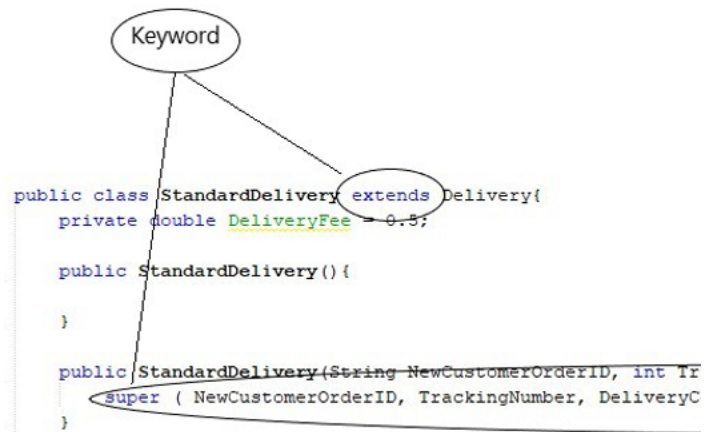 Keyword
public class StandardDelivery extends Delivery{
private double DeliveryFee = 0.5;
public StandardDelivery(){
}
public StandardDelivery(String NewCustomerOrderID, int Tr
super ( NewCustomerOrderID, TrackingNumber, DeliveryC
}